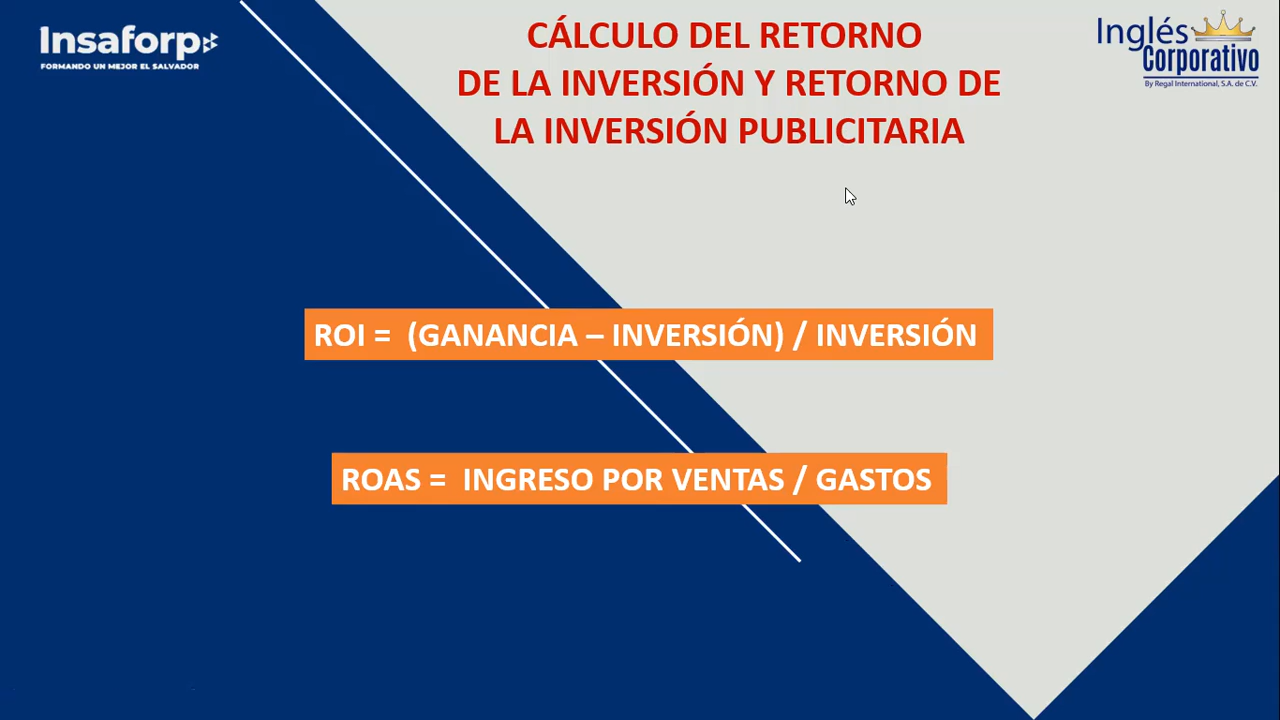 Insaforp
FORMANDO UN MEJOR EL SALVADOR
CÁLCULO DEL RETORNO
DE LA INVERSIÓN Y RETORNO DE
LA INVERSIÓN PUBLICITARIA
Inglés
Corporativo
By Regal International, S.A. de C.V.
ROI = (GANANCIA – INVERSIÓN) / INVERSIÓN
ROAS = INGRESO POR VENTAS / GASTOS